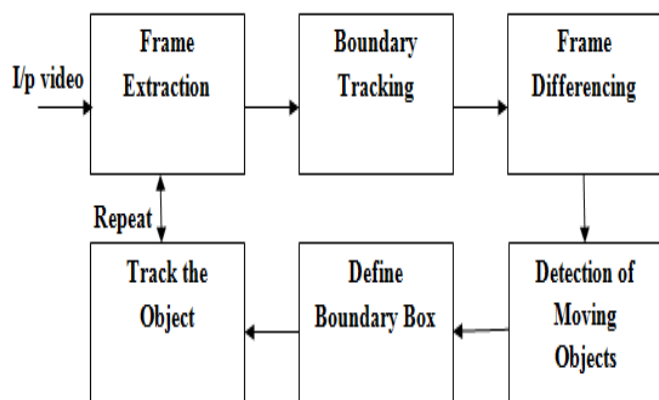 I/p video
Frame
Extraction
Boundary
Tracking
Frame
Differencing
Repeat
Track the
Object
Define
Boundary Box
Detection of
Moving
Objects